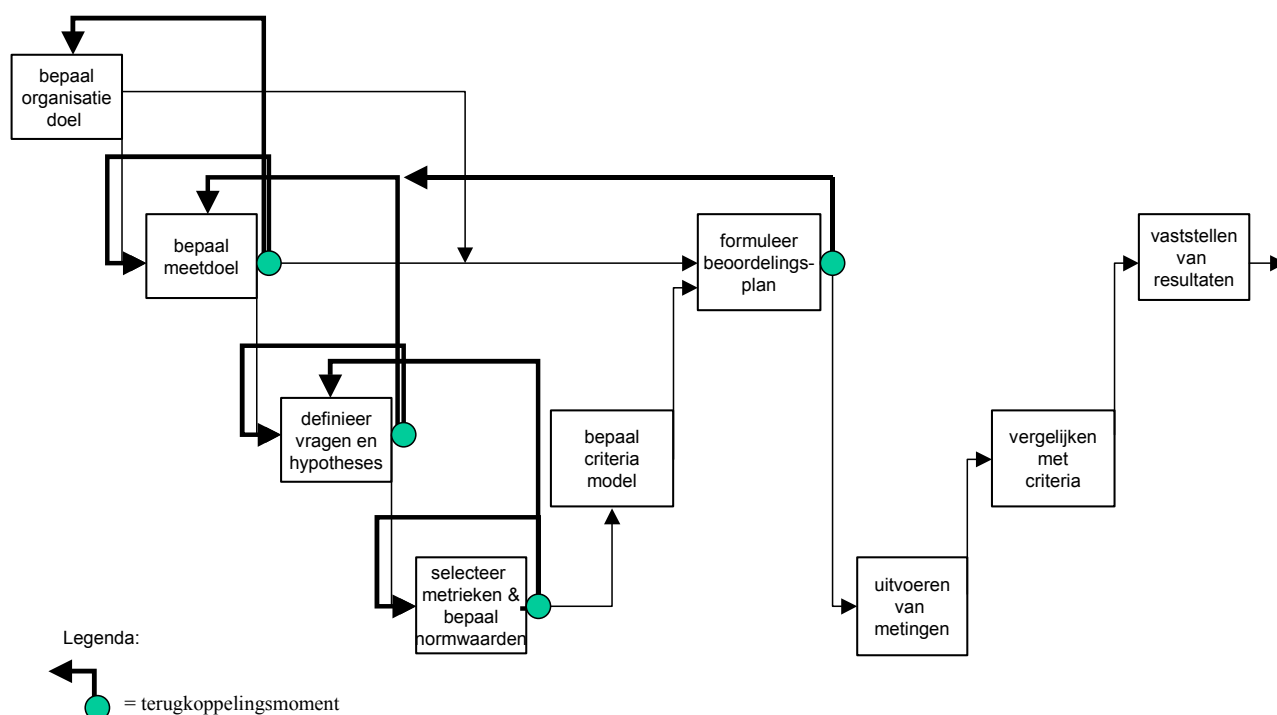 bepaal
organisatie
doel
bepaal
meetdoel
definieer
vragen en
hypotheses
selecteer
metrieken &
bepaal
normwaarden
bepaal
criteria
model
formuleer
beoordelings-
plan
uitvoeren
van
metingen
vergelijken
met
criteria
vaststellen
van
resultaten
Legenda:
= terugkoppelingsmoment